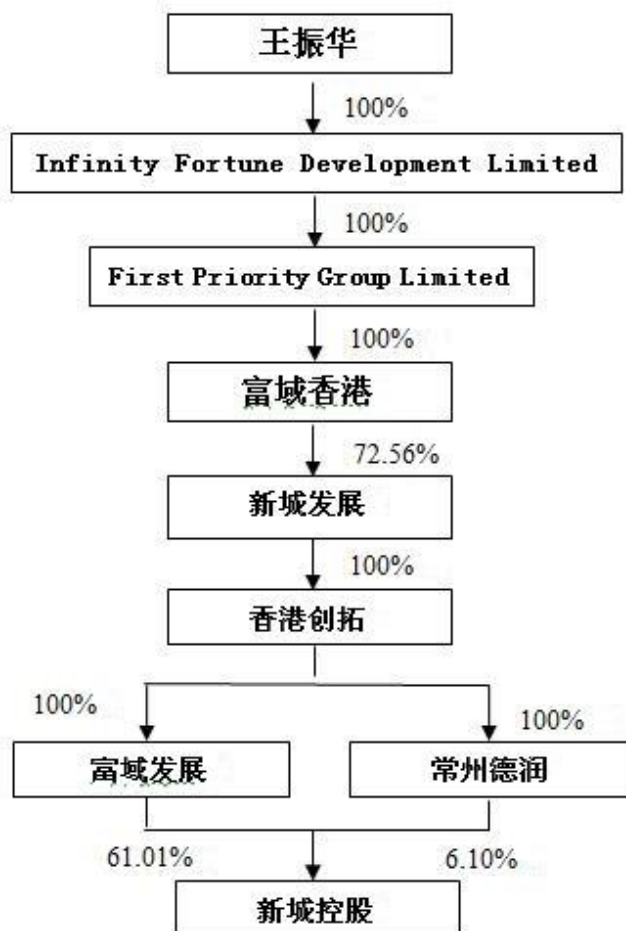 王振华
100%
Infinity Fortune Development Limited
100%
First Priority Group Limited
100%
富域香港
72.56%
新城发展
100%
香港创拓
100%
100%
富域发展
常州德润
61.01%
6.10%
新城控股